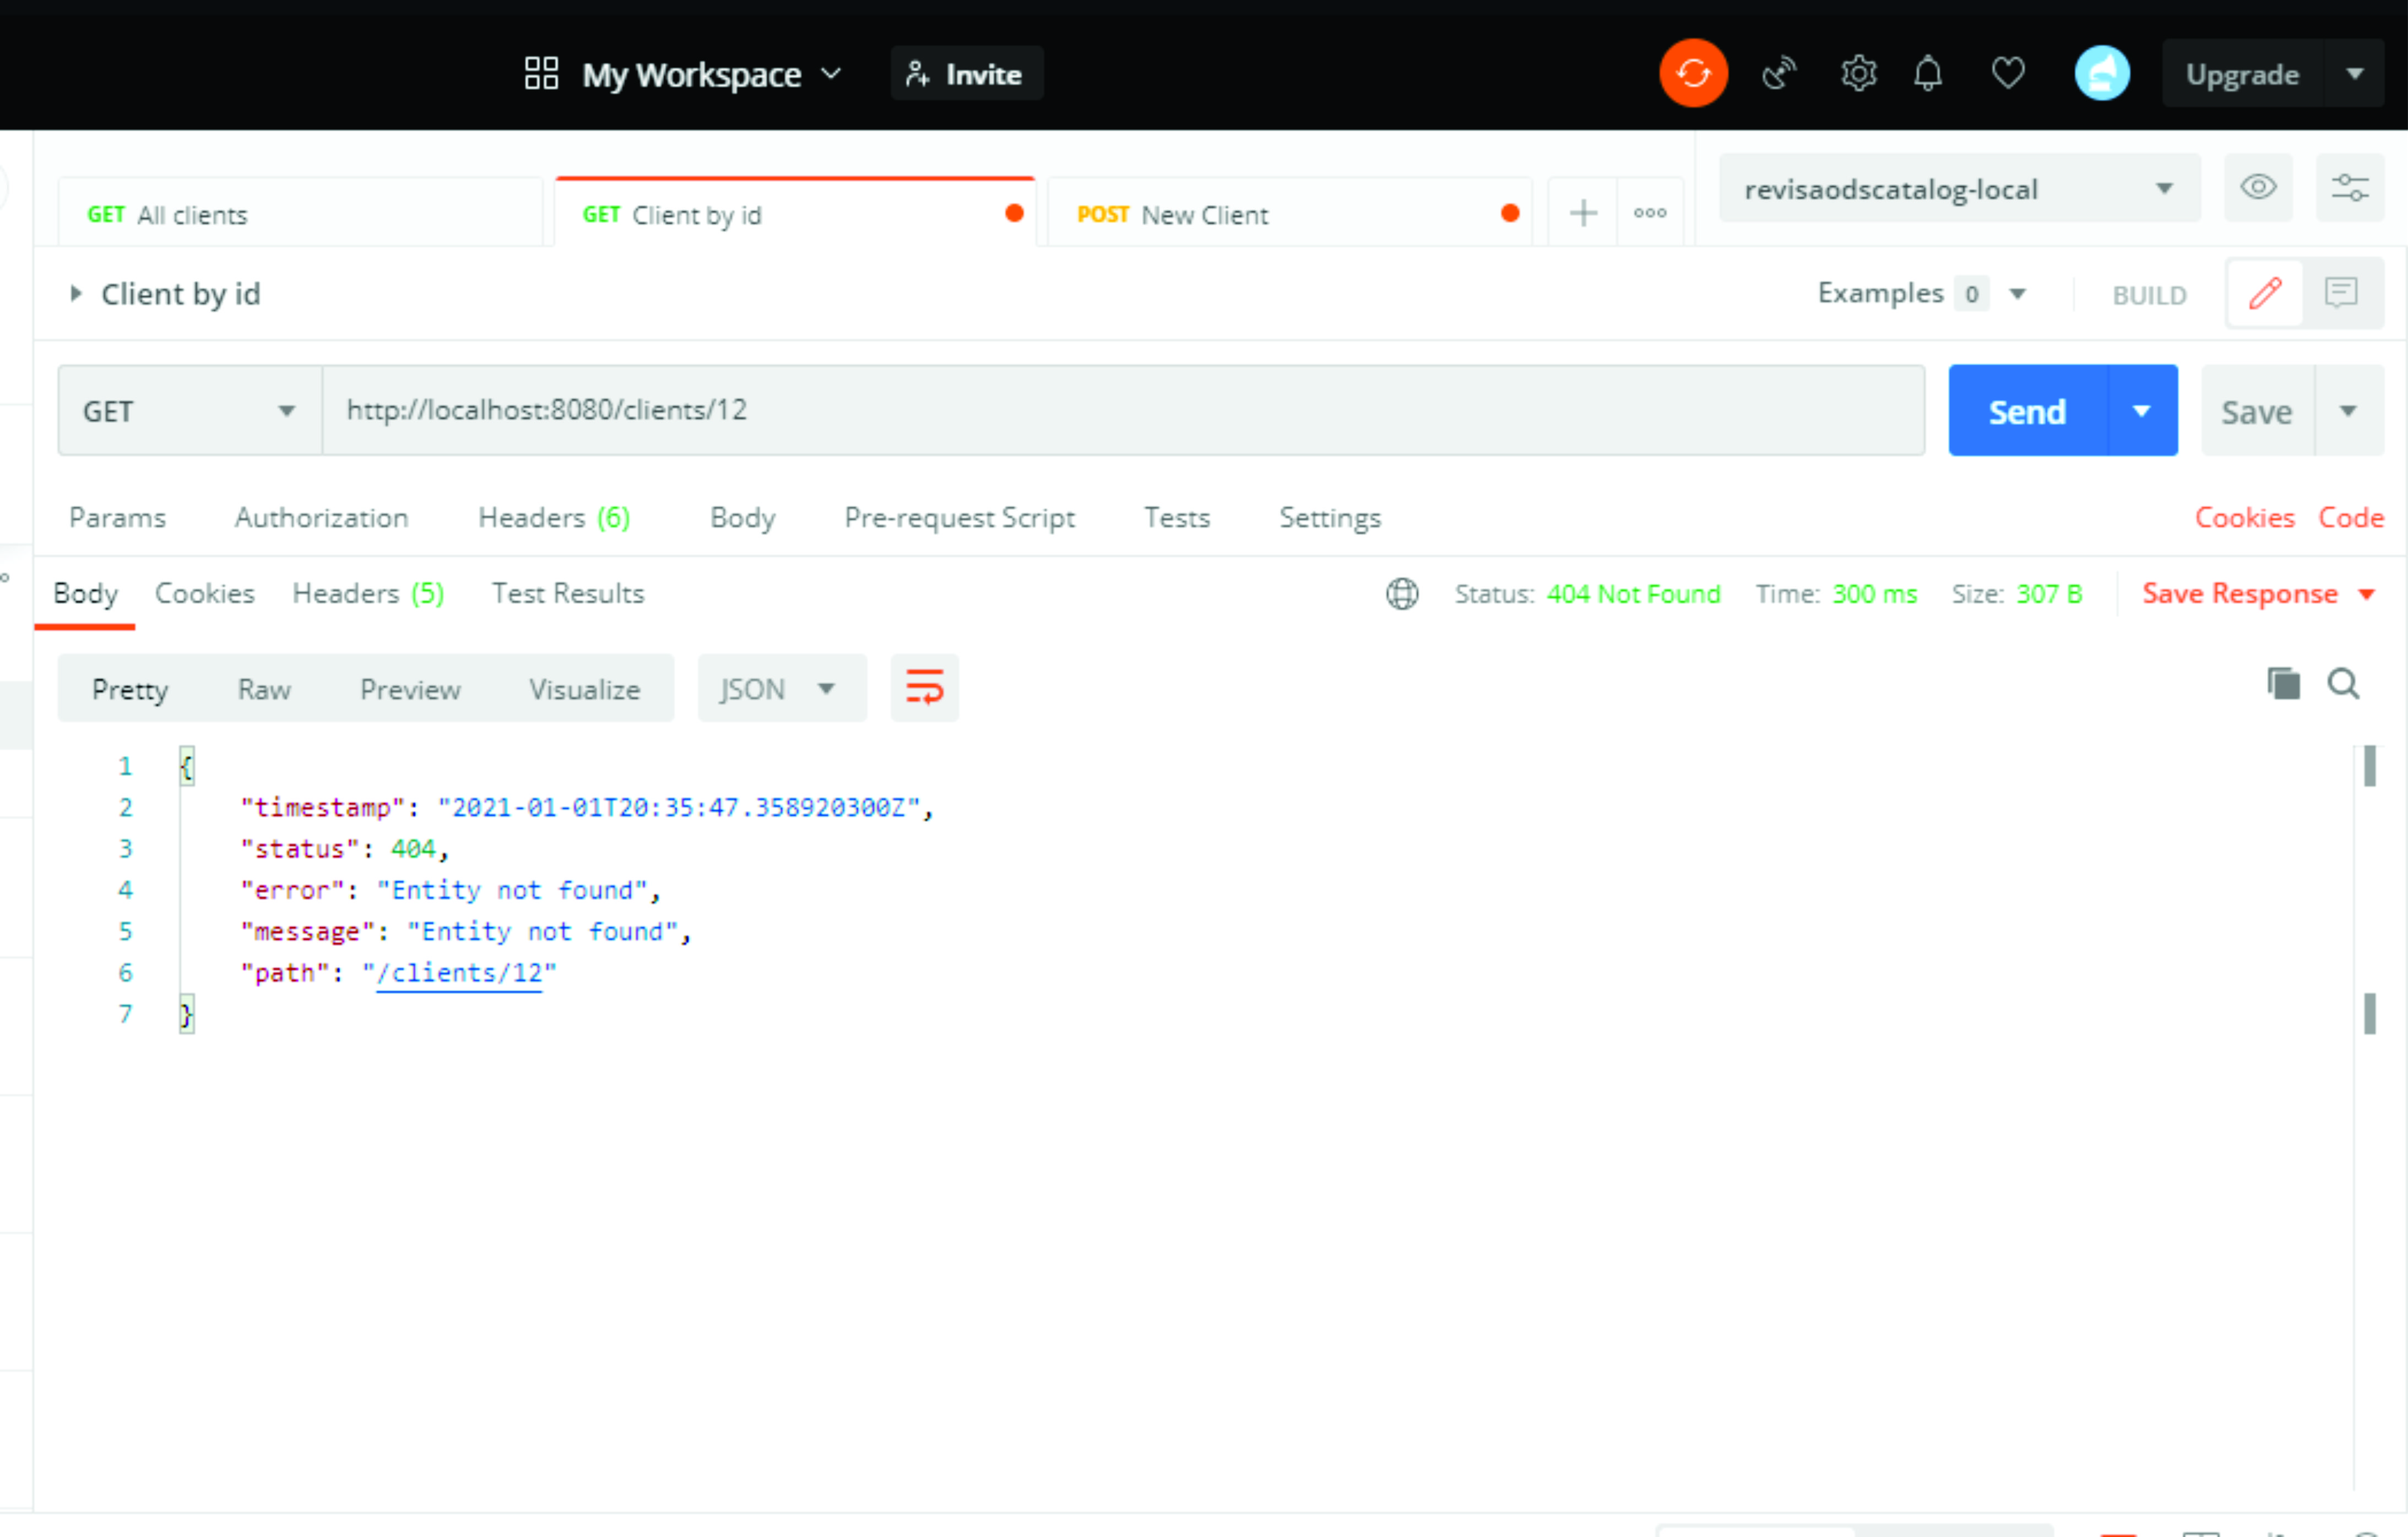 My Workspace Invite Upgrade
GET All clients GET Client by id POST New Client revisaodscatalog-local
Client by id Examples 0 BUILD
GET http://localhost:8080/clients/12 Send Save
Params Authorization Headers (6) Body Pre-request Script Tests Settings Cookies Code
Body Cookies Headers (5) Test Results Status: 404 Not Found Time: 300 ms Size: 307 B Save Response
Pretty Raw Preview Visualize JSON
1 {
2 "timestamp": "2021-01-01T20:35:47.358920300Z",
3 "status": 404,
4 "error": "Entity not found",
5 "message": "Entity not found",
6 "path": "/clients/12"
7 }